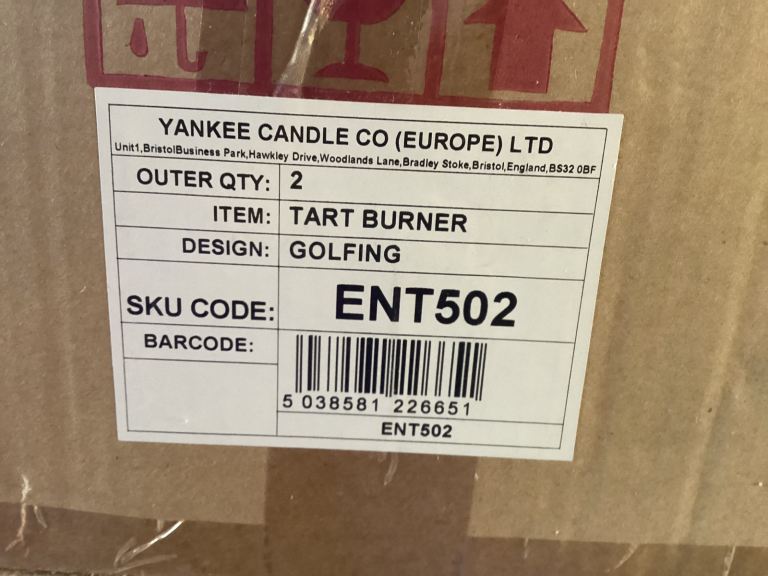 YANKEE CANDLE CO (EUROPE) LTD
Unit1,BristolBusiness Park,Hawkley Drive,Woodlands Lane,Bradley Stoke,Bristol,England,BS32 0BF
OUTER QTY: 2
ITEM: TART BURNER
DESIGN: GOLFING
SKU CODE: ENT502
BARCODE:
5 038581 226651
ENT502